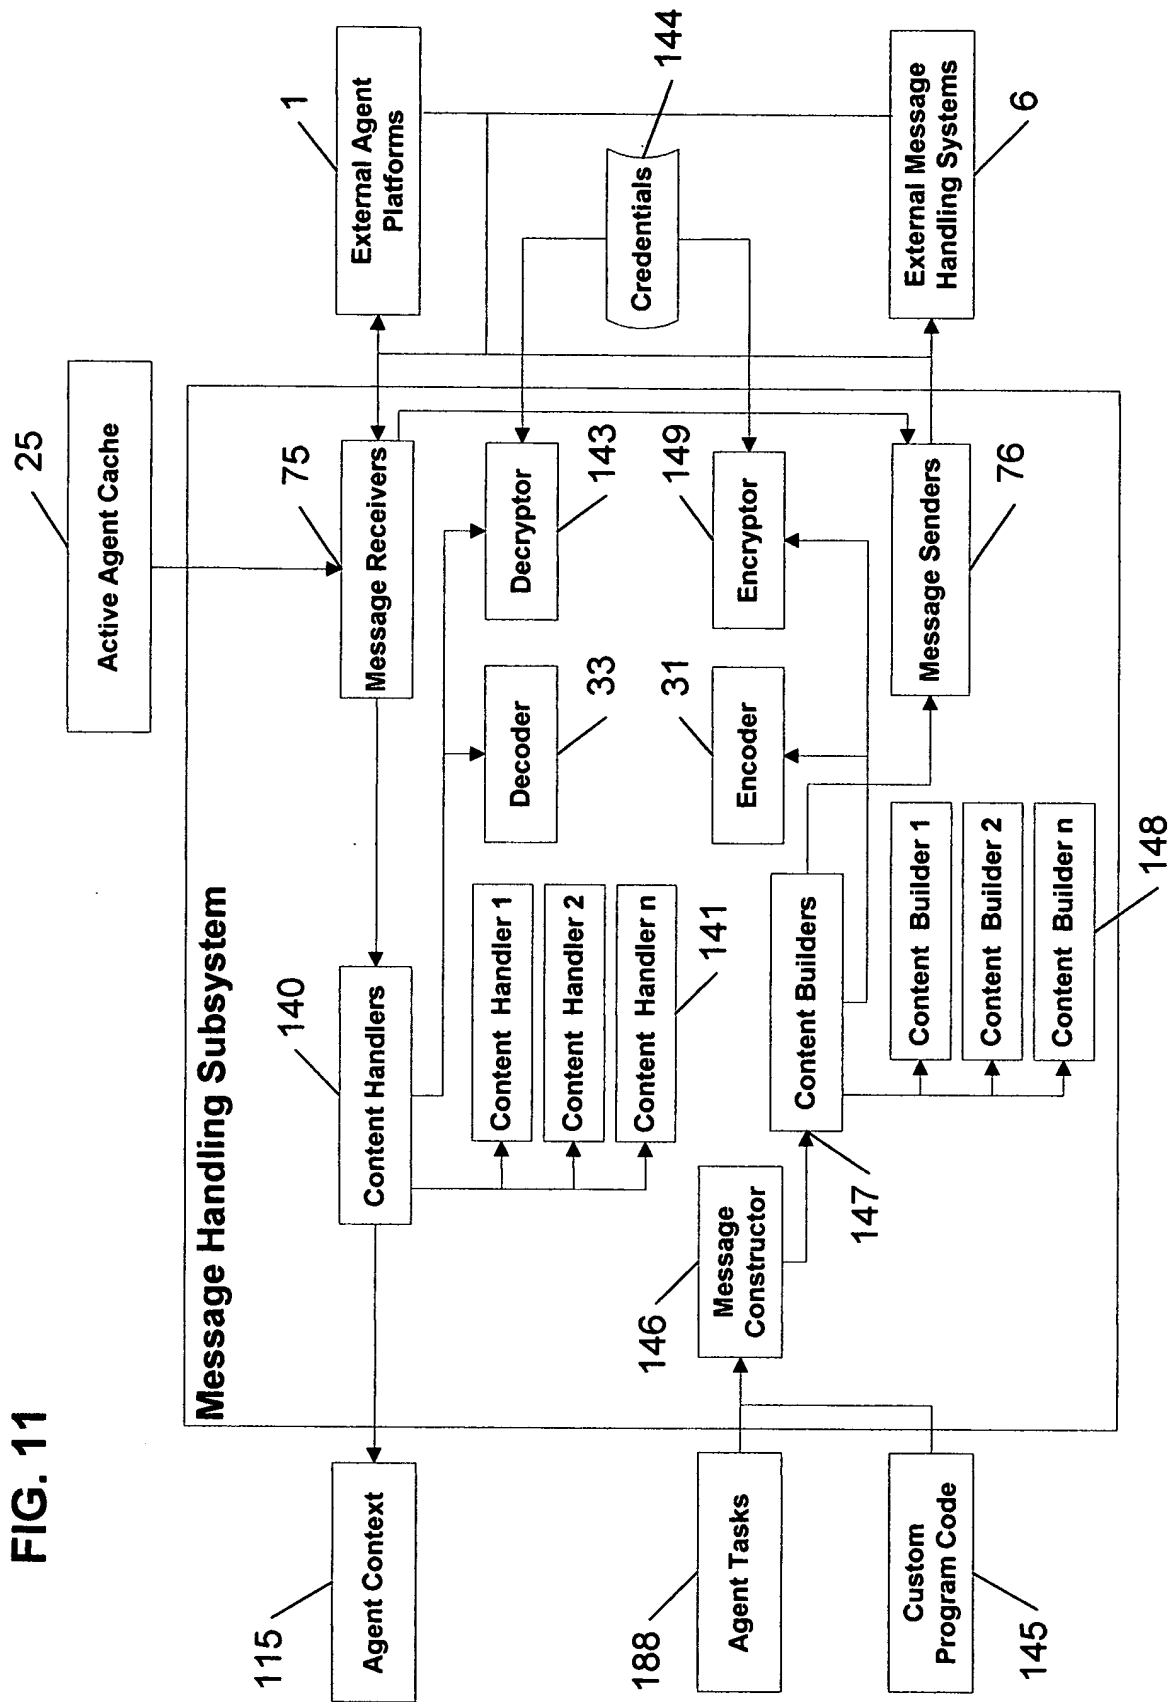 FIG. 11
25
Active Agent Cache
Message Handling Subsystem
115
Agent Context
140
Content Handlers
75
Message Receivers
1
External Agent
Platforms
Content Handler 1
Content Handler 2
Content Handler n
141
Decoder
33
Decryptor
143
Credentials
144
188
Agent Tasks
146
Message
Constructor
Content Builders
147
31
Encoder
149
Encryptor
Custom
Program Code
145
Content Builder 1
Content Builder 2
Content Builder n
148
Message Senders
76
External Message
Handling Systems
6